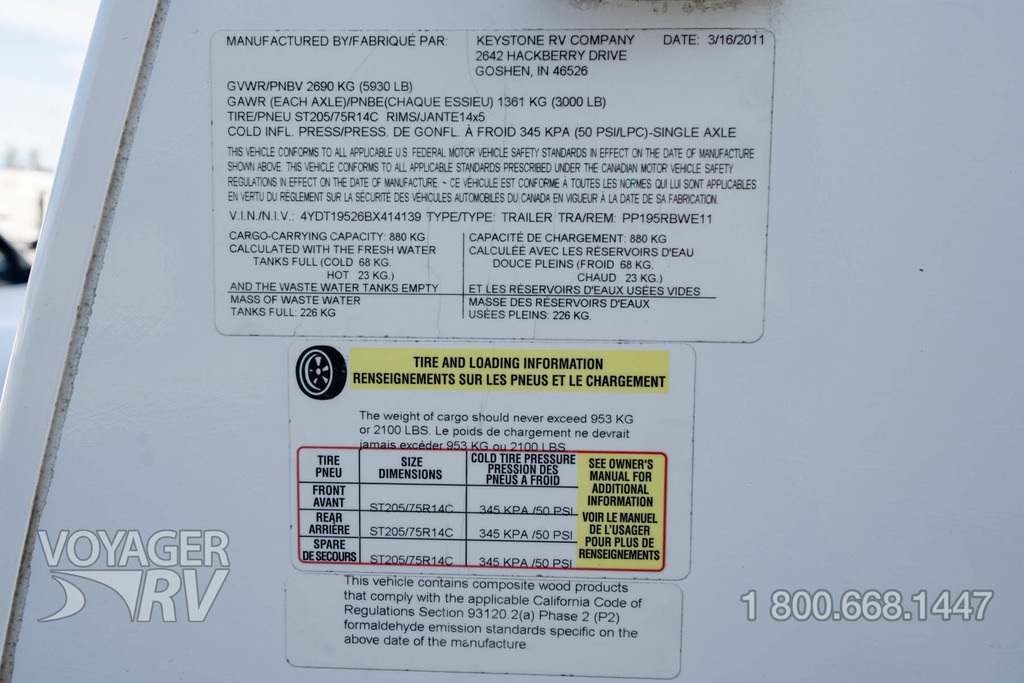 MANUFACTURED BY/FABRIQUÉ PAR: KEYSTONE RV COMPANY DATE: 3/16/2011
2642 HACKBERRY DRIVE
GOSHEN, IN 46526
GVWR/PNBV 2690 KG (5930 LB)
GAWR (EACH AXLE)/PNBE(CHAQUE ESSIEU) 1361 KG (3000 LB)
TIRE/PNEU ST205/75R14C RIMS/JANTE14x5
COLD INFL. PRESS/PRESS. DE GONFL. À FROID 345 KPA (50 PSI/LPC)-SINGLE AXLE
THIS VEHICLE CONFORMS TO ALL APPLICABLE U.S. FEDERAL MOTOR VEHICLE SAFETY STANDARDS IN EFFECT ON THE DATE OF MANUFACTURE
SHOWN ABOVE. THIS VEHICLE CONFORMS TO ALL APPLICABLE STANDARDS PRESCRIBED UNDER THE CANADIAN MOTOR VEHICLE SAFETY
REGULATIONS IN EFFECT ON THE DATE OF MANUFACTURE. - CE VÉHICULE EST CONFORME À TOUTES LES NORMES QUI LUI SONT APPLICABLES
EN VERTU DU RÈGLEMENT SUR LA SÉCURITÉ DES VÉHICULES AUTOMOBILES DU CANADA EN VIGUEUR À LA DATE DE SA FABRICATION.
V.I.N./N.I.V.: 4YDT19526BX414139 TYPE/TYPE: TRAILER TRA/REM: PP195RBWE11
CARGO-CARRYING CAPACITY: 880 KG
CALCULATED WITH THE FRESH WATER
TANKS FULL (COLD 68 KG.
HOT 23 KG.)
AND THE WASTE WATER TANKS EMPTY
MASS OF WASTE WATER
TANKS FULL: 226 KG
CAPACITÉ DE CHARGEMENT: 880 KG
CALCULÉE AVEC LES RÉSERVOIRS D'EAU
DOUCE PLEINS (FROID 68 KG.
CHAUD 23 KG.)
ET LES RÉSERVOIRS D'EAUX USÉES VIDES
MASSE DES RÉSERVOIRS D'EAUX
USÉES PLEINS: 226 KG.
TIRE AND LOADING INFORMATION
RENSEIGNEMENTS SUR LES PNEUS ET LE CHARGEMENT
The weight of cargo should never exceed 953 KG
or 2100 LBS. Le poids de chargement ne devrait
jamais excéder 953 KG ou 2100 LBS
TIRE
PNEU
SIZE
DIMENSIONS
COLD TIRE PRESSURE
PRESSION DES
PNEUS A FROID
FRONT
AVANT
ST205/75R14C 345 KPA /50 PSI
REAR
ARRIÈRE
ST205/75R14C 345 KPA /50 PSI
SPARE
DE SECOURS
ST205/75R14C 345 KPA /50 PSI
SEE OWNER'S
MANUAL FOR
ADDITIONAL
INFORMATION
VOIR LE MANUEL
DE L'USAGER
POUR PLUS DE
RENSEIGNEMENTS
This vehicle contains composite wood products
that comply with the applicable California Code of
Regulations Section 93120.2(a) Phase 2 (P2)
formaldehyde emission standards specific on the
above date of the manufacture.
VOYAGER
RV
1 800.668.1447